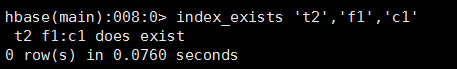 hbase(main):008:0> index_exists 't2','f1','c1'
 t2 f1:c1 does exist
0 row(s) in 0.0760 seconds